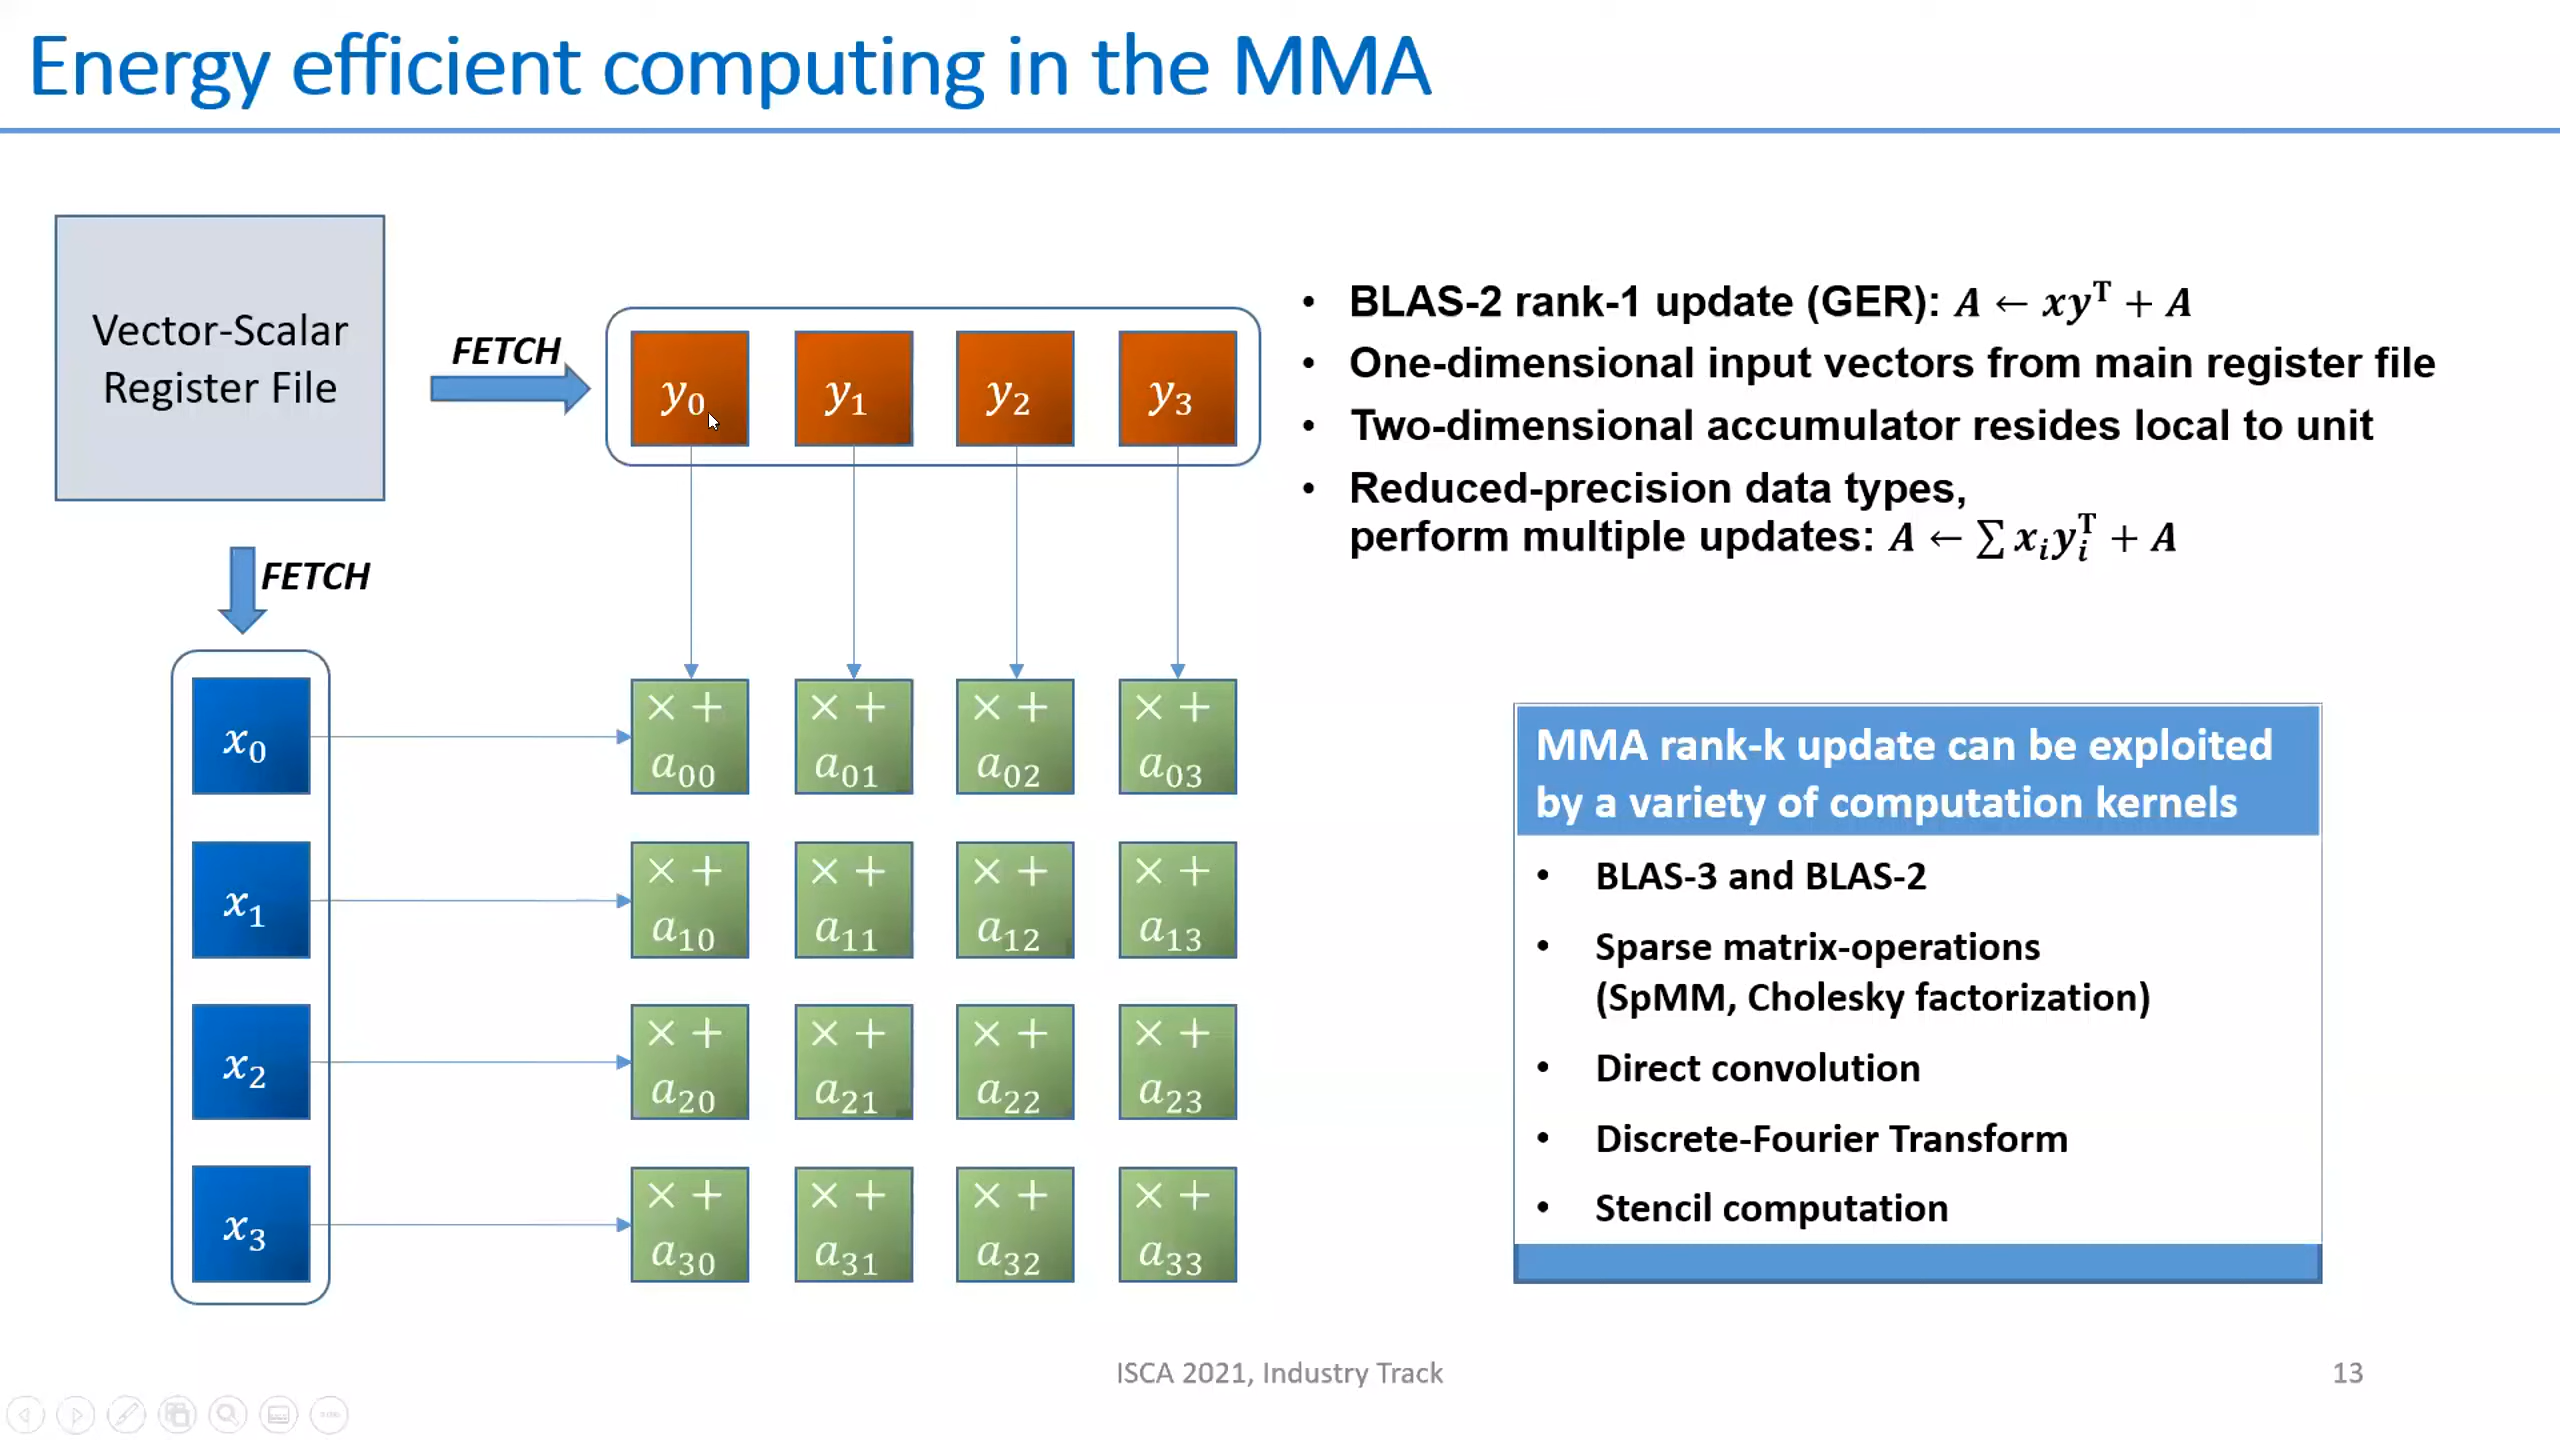 Energy efficient computing in the MMA
Vector-Scalar
Register File
FETCH
FETCH
y₀ y₁ y₂ y₃
x₀
x₁
x₂
x₃
× + × + × + × +
a₀₀ a₀₁ a₀₂ a₀₃
× + × + × + × +
a₁₀ a₁₁ a₁₂ a₁₃
× + × + × + × +
a₂₀ a₂₁ a₂₂ a₂₃
× + × + × + × +
a₃₀ a₃₁ a₃₂ a₃₃
• BLAS-2 rank-1 update (GER): A ← xyᵀ + A
• One-dimensional input vectors from main register file
• Two-dimensional accumulator resides local to unit
• Reduced-precision data types,
perform multiple updates: A ← ∑ xᵢyᵢᵀ + A
MMA rank-k update can be exploited
by a variety of computation kernels
• BLAS-3 and BLAS-2
• Sparse matrix-operations
(SpMM, Cholesky factorization)
• Direct convolution
• Discrete-Fourier Transform
• Stencil computation
ISCA 2021, Industry Track
13